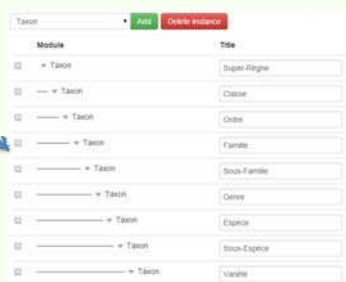 Taxon Add Delete instance
Module Title
Taxon Super-Règne
Taxon Classe
Taxon Ordre
Taxon Famille
Taxon Sous-Famille
Taxon Genre
Taxon Espèce
Taxon Sous-Espèce
Taxon Variété